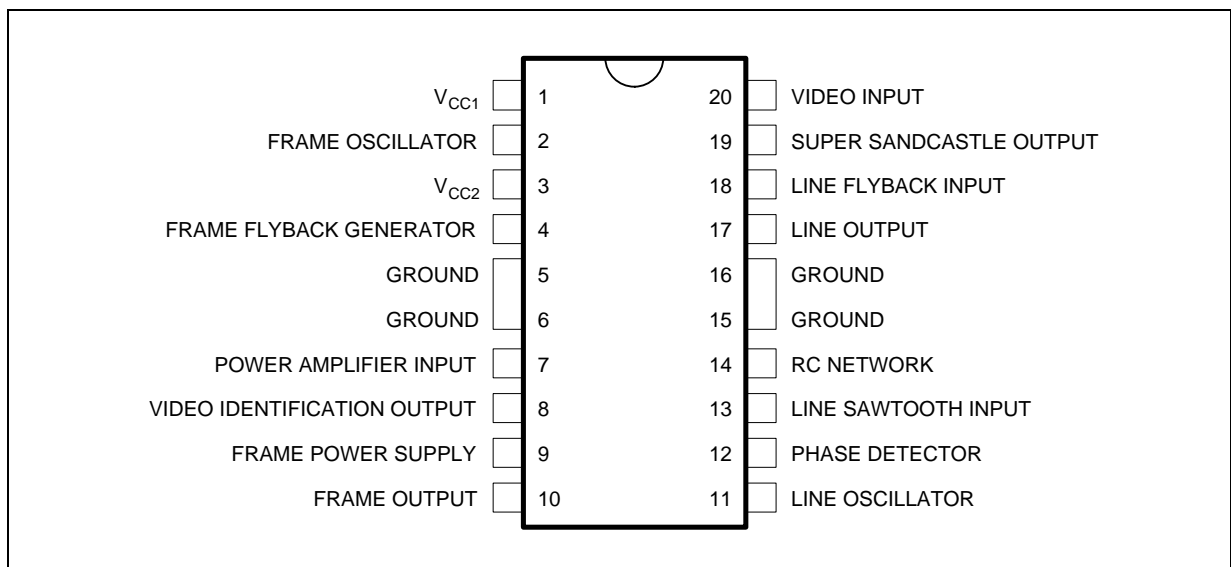 V_CC1 1 20 VIDEO INPUT
FRAME OSCILLATOR 2 19 SUPER SANDCASTLE OUTPUT
V_CC2 3 18 LINE FLYBACK INPUT
FRAME FLYBACK GENERATOR 4 17 LINE OUTPUT
GROUND 5 16 GROUND
GROUND 6 15 GROUND
POWER AMPLIFIER INPUT 7 14 RC NETWORK
VIDEO IDENTIFICATION OUTPUT 8 13 LINE SAWTOOTH INPUT
FRAME POWER SUPPLY 9 12 PHASE DETECTOR
FRAME OUTPUT 10 11 LINE OSCILLATOR